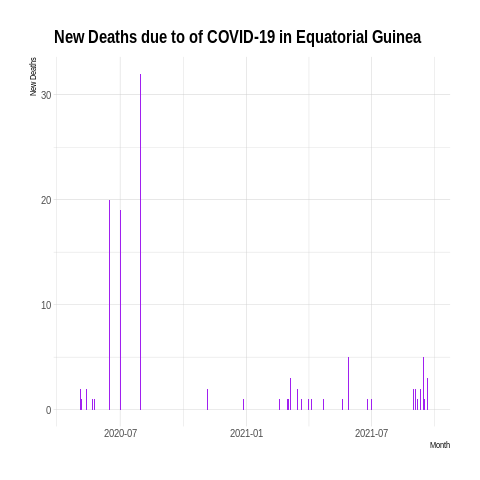 New Deaths due to of COVID-19 in Equatorial Guinea
New Deaths
30
20
10
0
2020-07
2021-01
2021-07
Month